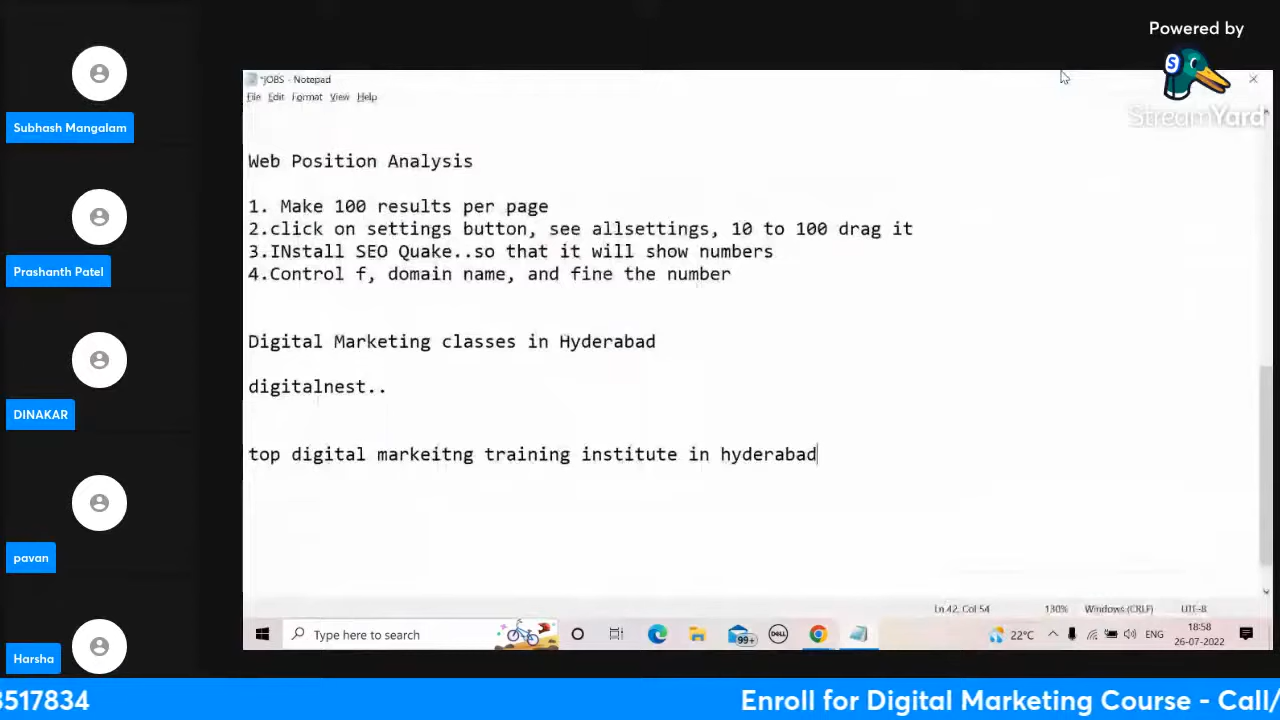 Powered by
StreamYard
Subhash Mangalam
Prashanth Patel
DINAKAR
pavan
Harsha
*JOBS - Notepad
File Edit Format View Help
Web Position Analysis
1. Make 100 results per page
2.click on settings button, see allsettings, 10 to 100 drag it
3.INstall SEO Quake..so that it will show numbers
4.Control f, domain name, and fine the number
Digital Marketing classes in Hyderabad
digitalnest..
top digital markeitng training institute in hyderabad
Ln 42, Col 54 130% Windows (CRLF) UTF-8
Type here to search 99+ DELL 22°C ENG 18:58
26-07-2022
3517834 Enroll for Digital Marketing Course - Call/